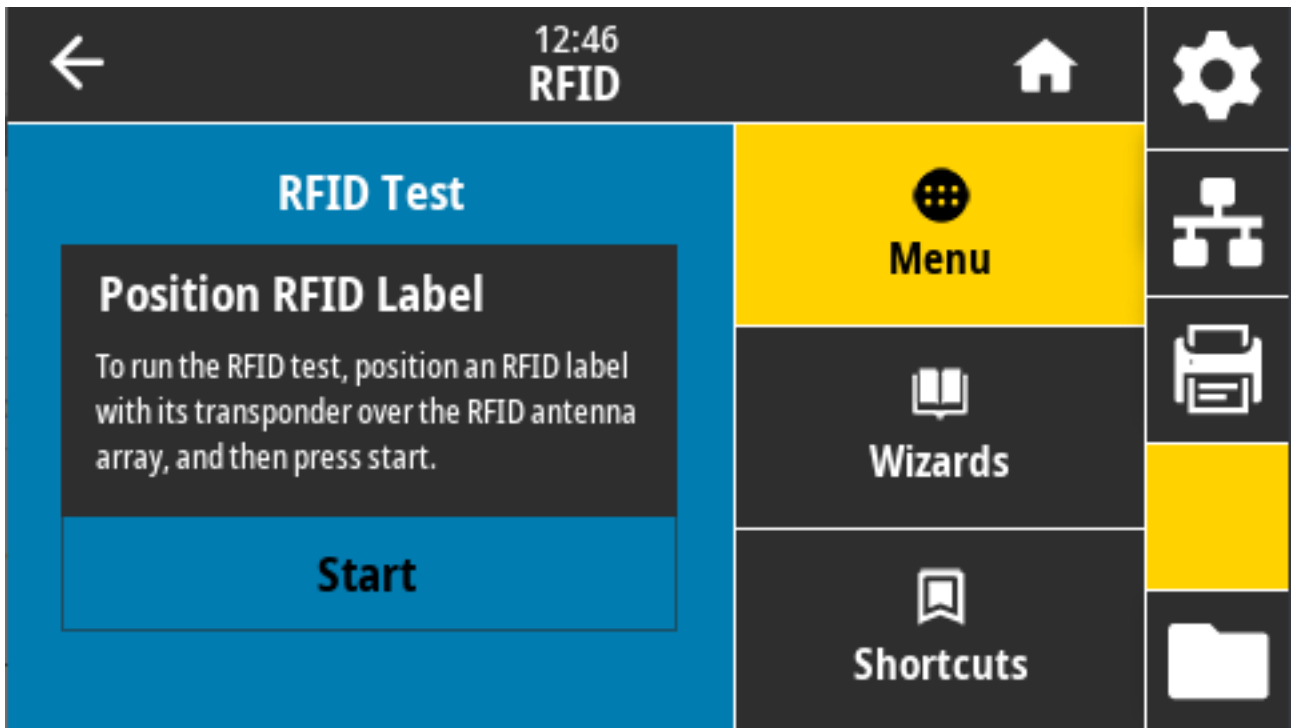 12:46
RFID
RFID Test
Position RFID Label
To run the RFID test, position an RFID label
with its transponder over the RFID antenna
array, and then press start.
Start
Menu
Wizards
Shortcuts